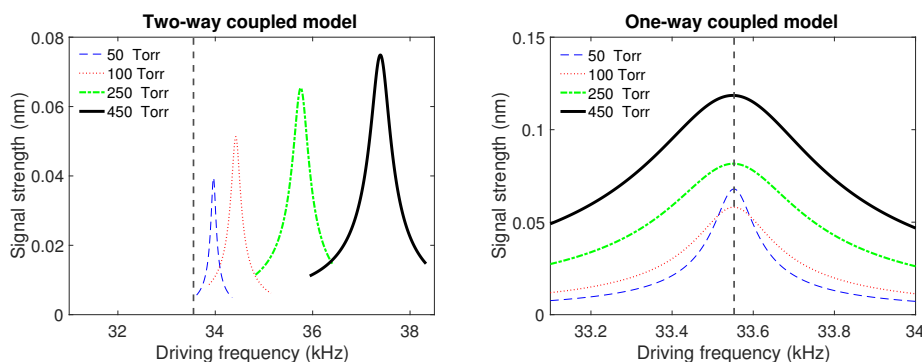 Two-way coupled model
Signal strength (nm)
0.08
0.06
0.04
0.02
0
50 Torr
100 Torr
250 Torr
450 Torr
32
34
36
38
Driving frequency (kHz)
One-way coupled model
Signal strength (nm)
0.15
0.1
0.05
0
50 Torr
100 Torr
250 Torr
450 Torr
33.2
33.4
33.6
33.8
34
Driving frequency (kHz)